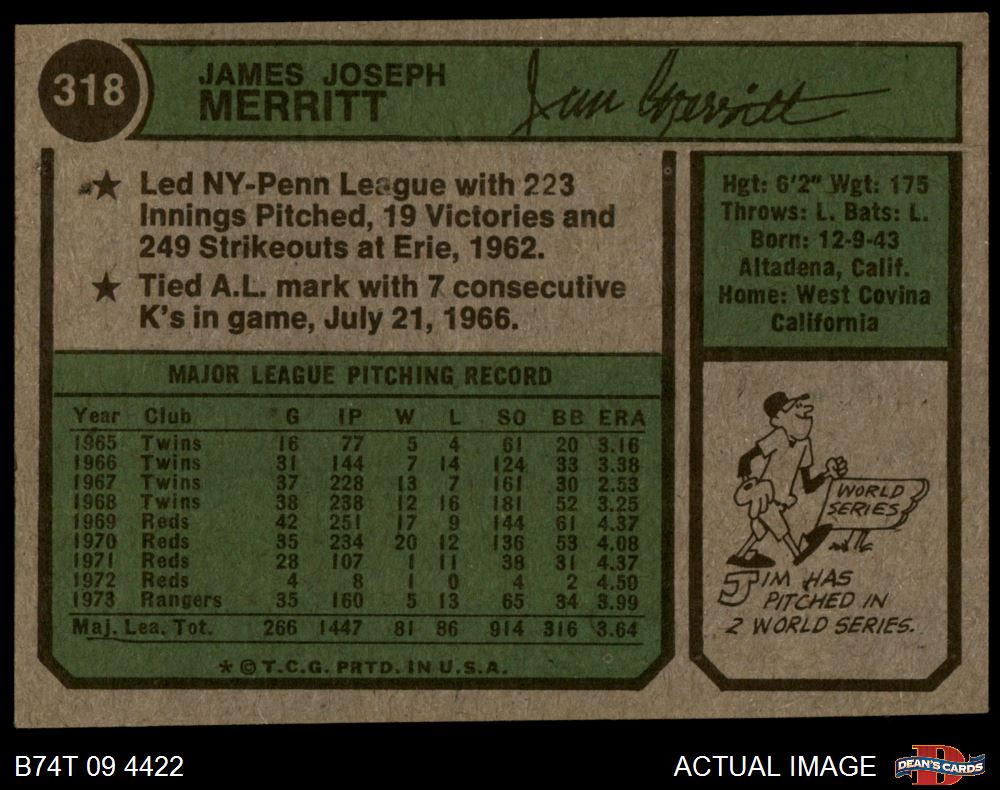 318
JAMES JOSEPH
MERRITT
Jim Merritt
★ Led NY-Penn League with 223
Innings Pitched, 19 Victories and
249 Strikeouts at Erie, 1962.
★ Tied A.L. mark with 7 consecutive
K's in game, July 21, 1966.
Hgt: 6'2" Wgt: 175
Throws: L. Bats: L.
Born: 12-9-43
Altadena, Calif.
Home: West Covina
California
MAJOR LEAGUE PITCHING RECORD
Year Club G IP W L SO BB ERA
1965 Twins 16 77 5 4 61 20 3.16
1966 Twins 31 144 7 14 124 33 3.38
1967 Twins 37 228 13 7 161 30 2.53
1968 Twins 38 238 12 16 181 52 3.25
1969 Reds 42 251 17 9 144 61 4.37
1970 Reds 35 234 20 12 136 53 4.08
1971 Reds 28 107 1 11 38 31 4.37
1972 Reds 4 8 1 0 4 2 4.50
1973 Rangers 35 160 5 13 65 34 3.99
Maj. Lea. Tot. 266 1447 81 86 914 316 3.64
* © T.C.G. PRTD. IN U.S.A.
WORLD
SERIES
JIM HAS
PITCHED IN
2 WORLD SERIES.
B74T 09 4422
ACTUAL IMAGE
DEAN'S CARDS